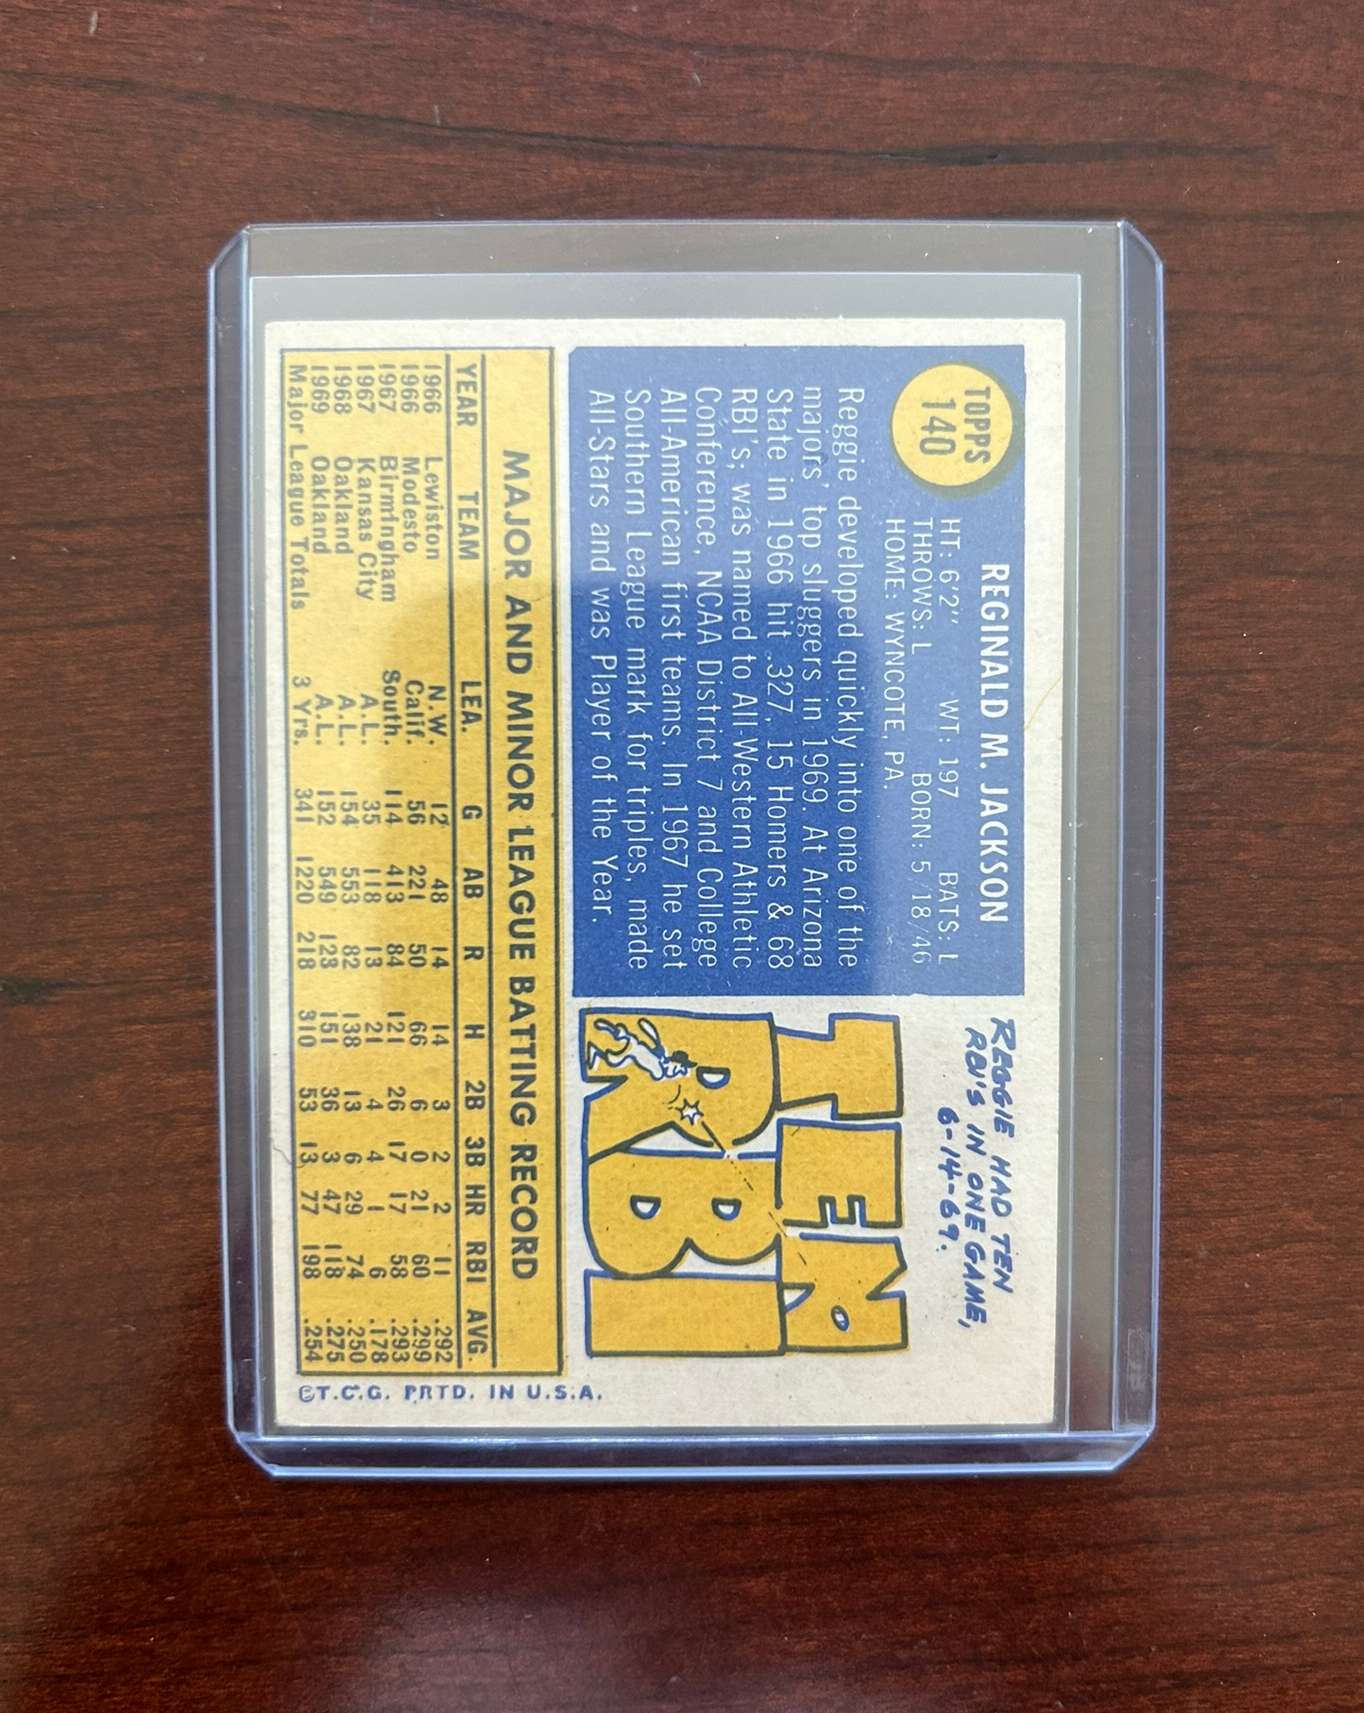 TOPPS
140
REGINALD M. JACKSON
HT: 6'2" WT: 197 BATS: L
THROWS: L BORN: 5/18/46
HOME: WYNCOTE, PA.
Reggie developed quickly into one of the
majors' top sluggers in 1969. At Arizona
State in 1966 hit .327, 15 Homers & 68
RBI's; was named to All-Western Athletic
Conference, NCAA District 7 and College
All-American first teams. In 1967 he set
Southern League mark for triples, made
All-Stars and was Player of the Year.
REGGIE HAD TEN
RBI'S IN ONE GAME,
6-14-69.
TEN
RBI
MAJOR AND MINOR LEAGUE BATTING RECORD
YEAR TEAM LEA. G AB R H 2B 3B HR RBI AVG.
1966 Lewiston N.W. 12 48 14 14 3 2 2 11 .292
1966 Modesto Calif. 56 221 50 66 6 0 21 60 .299
1967 Birmingham South. 114 413 84 121 26 17 17 58 .293
1967 Kansas City A.L. 35 118 13 21 4 4 1 6 .178
1968 Oakland A.L. 154 553 82 138 13 6 29 74 .250
1969 Oakland A.L. 152 549 123 151 36 3 47 118 .275
Major League Totals 3 Yrs. 341 1220 218 310 53 13 77 198 .254
©T.C.G. PRTD. IN U.S.A.